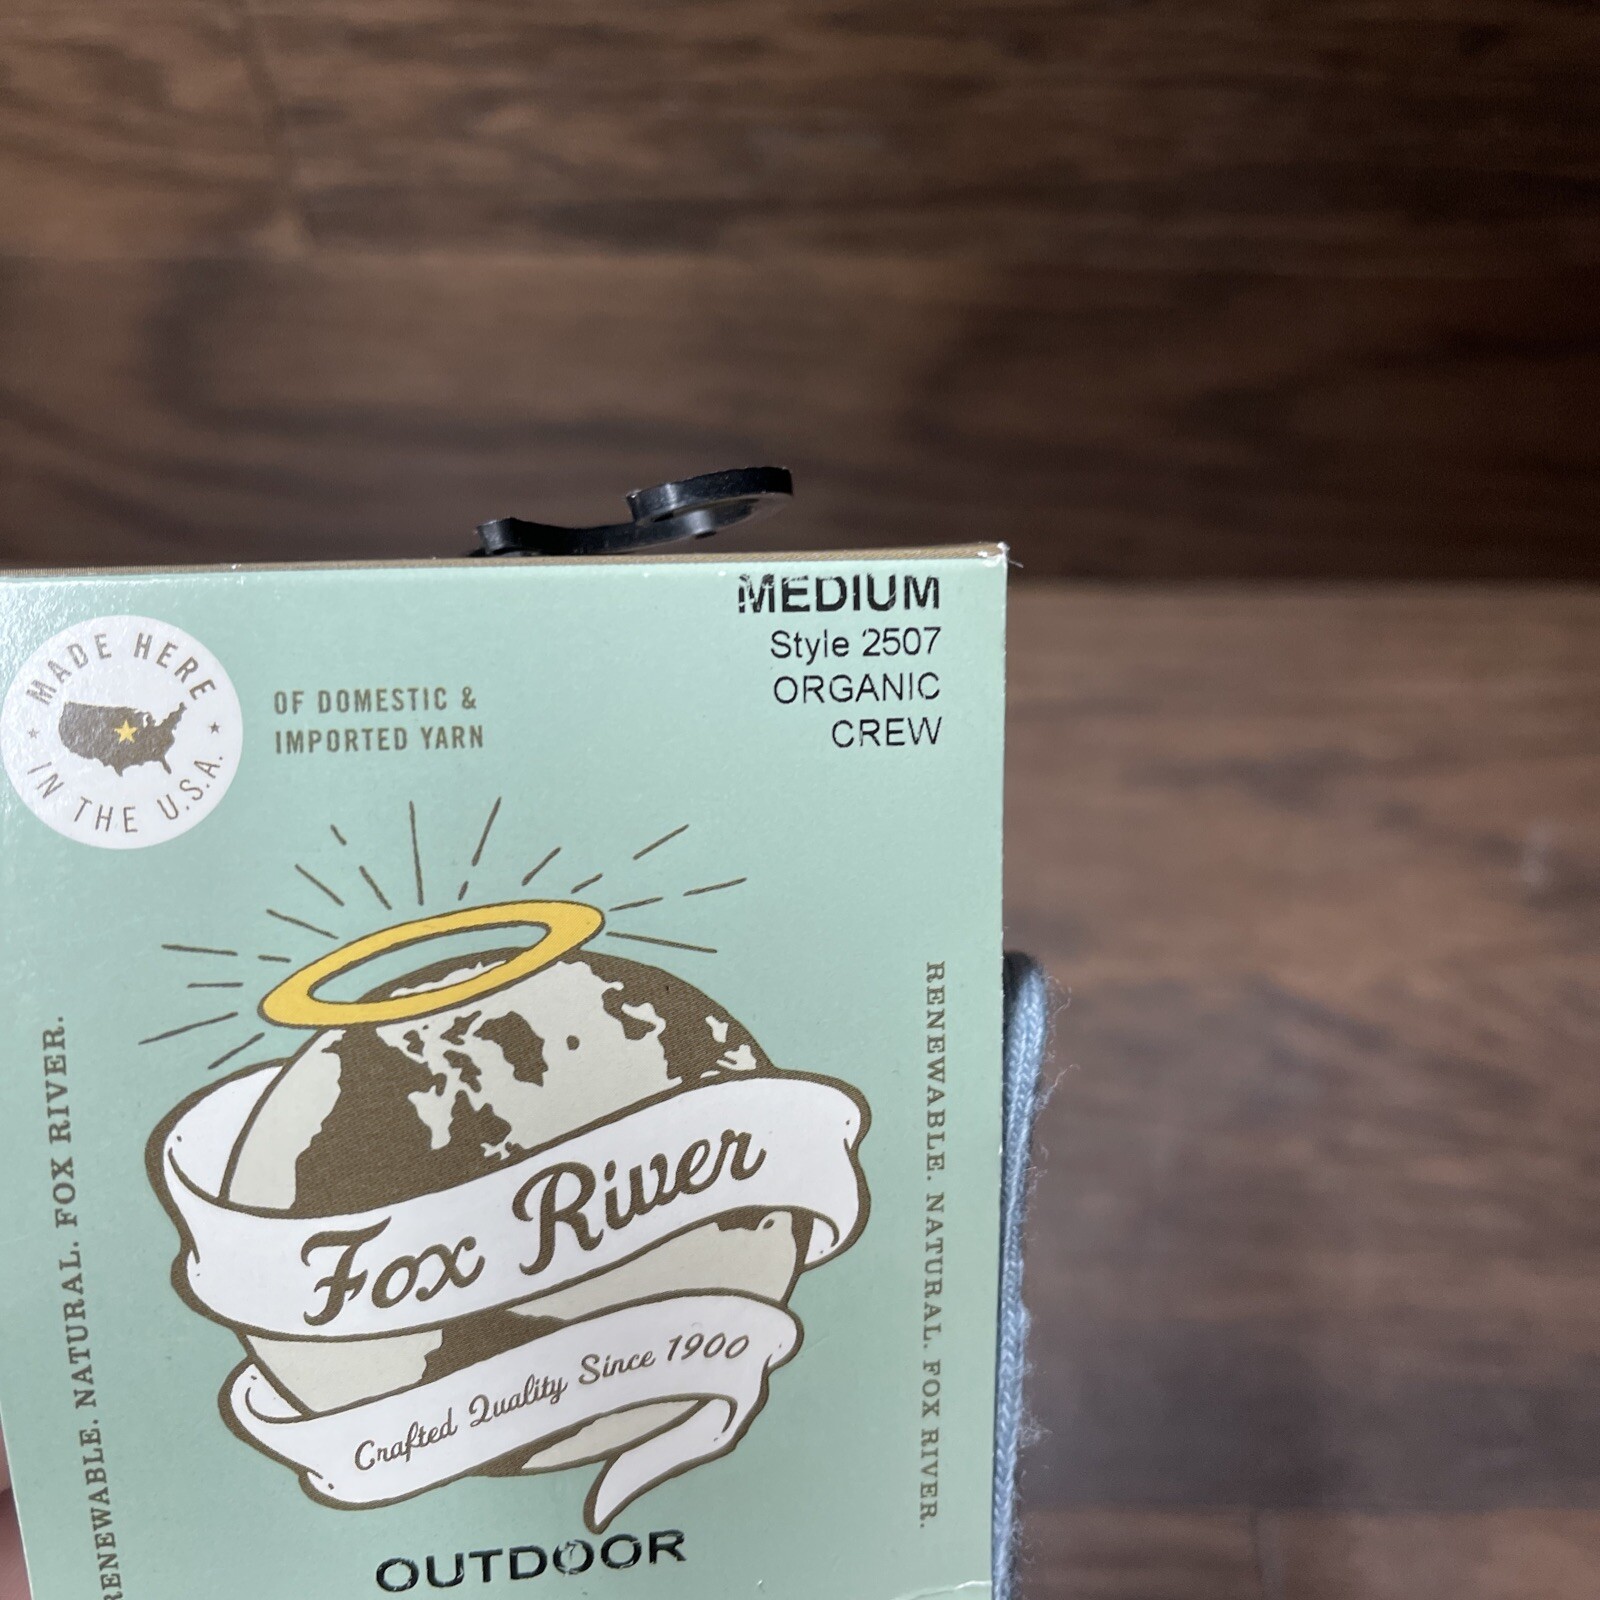 MEDIUM
Style 2507
ORGANIC
CREW
MADE HERE
IN THE U.S.A.
OF DOMESTIC &
IMPORTED YARN
RENEWABLE. NATURAL. FOX RIVER.
RENEWABLE. NATURAL. FOX RIVER.
Fox River
Crafted Quality Since 1900
OUTDOOR